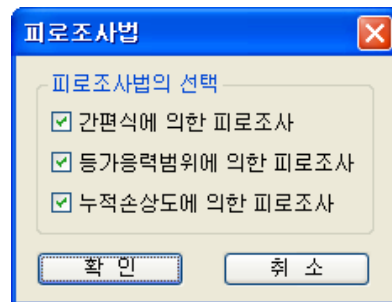 피로조사법
피로조사법의 선택
간편식에 의한 피로조사
등가응력범위에 의한 피로조사
누적손상도에 의한 피로조사
확 인
취 소